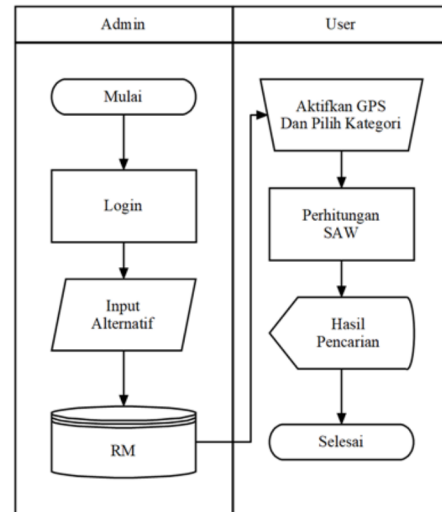 Admin
User
Mulai
Login
Input
Alternatif
RM
Aktifkan GPS
Dan Pilih Kategori
Perhitungan
SAW
Hasil
Pencarian
Selesai